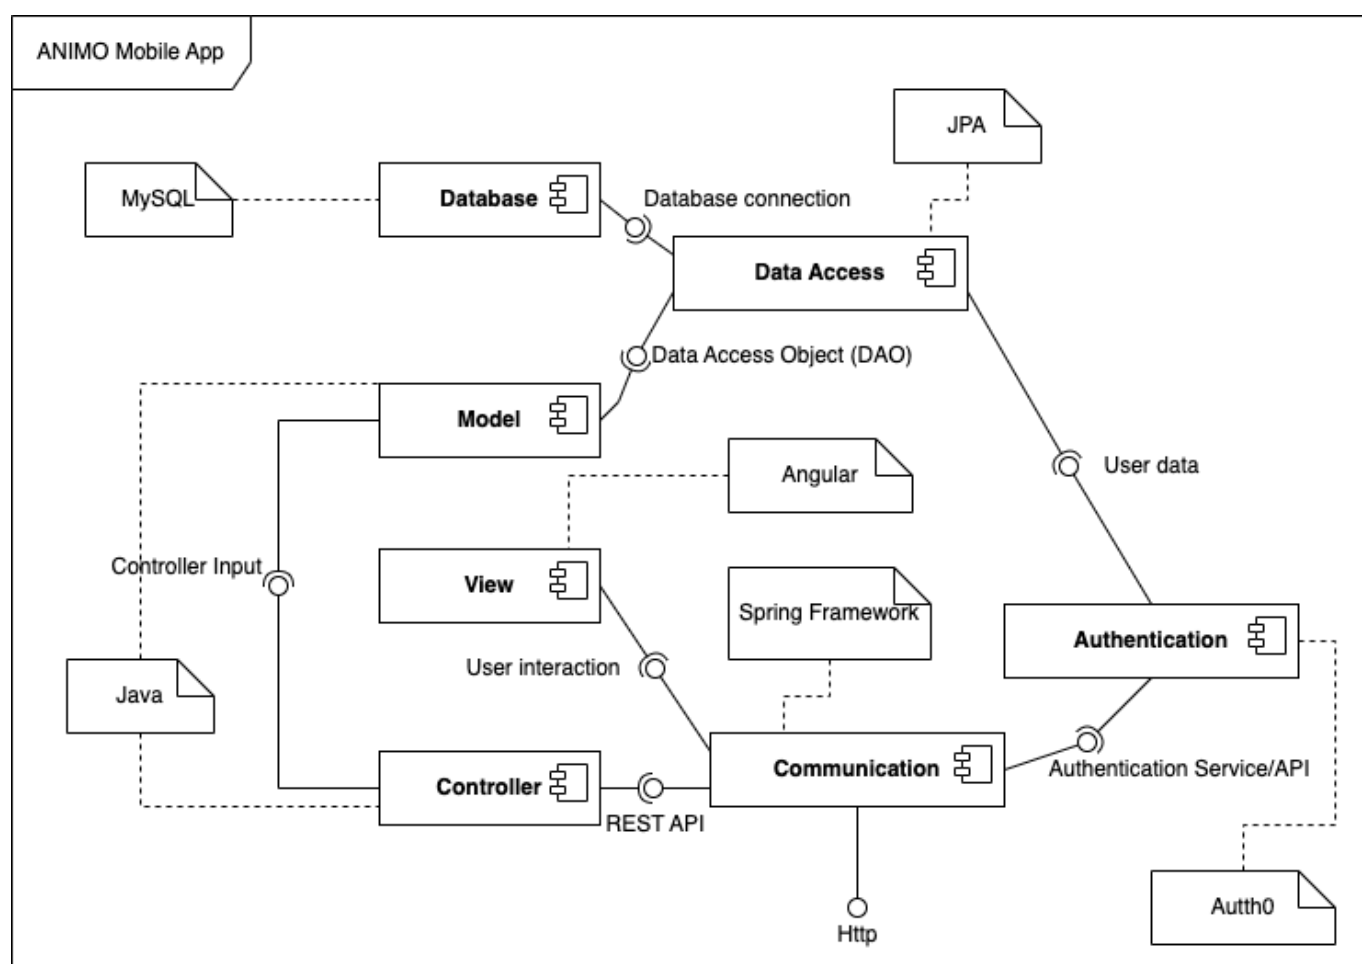 ANIMO Mobile App
JPA
MySQL
Database
Database connection
Data Access
Data Access Object (DAO)
Model
Angular
User data
Controller Input
View
Spring Framework
Authentication
User interaction
Java
Communication
Authentication Service/API
Controller
REST API
Autth0
Http